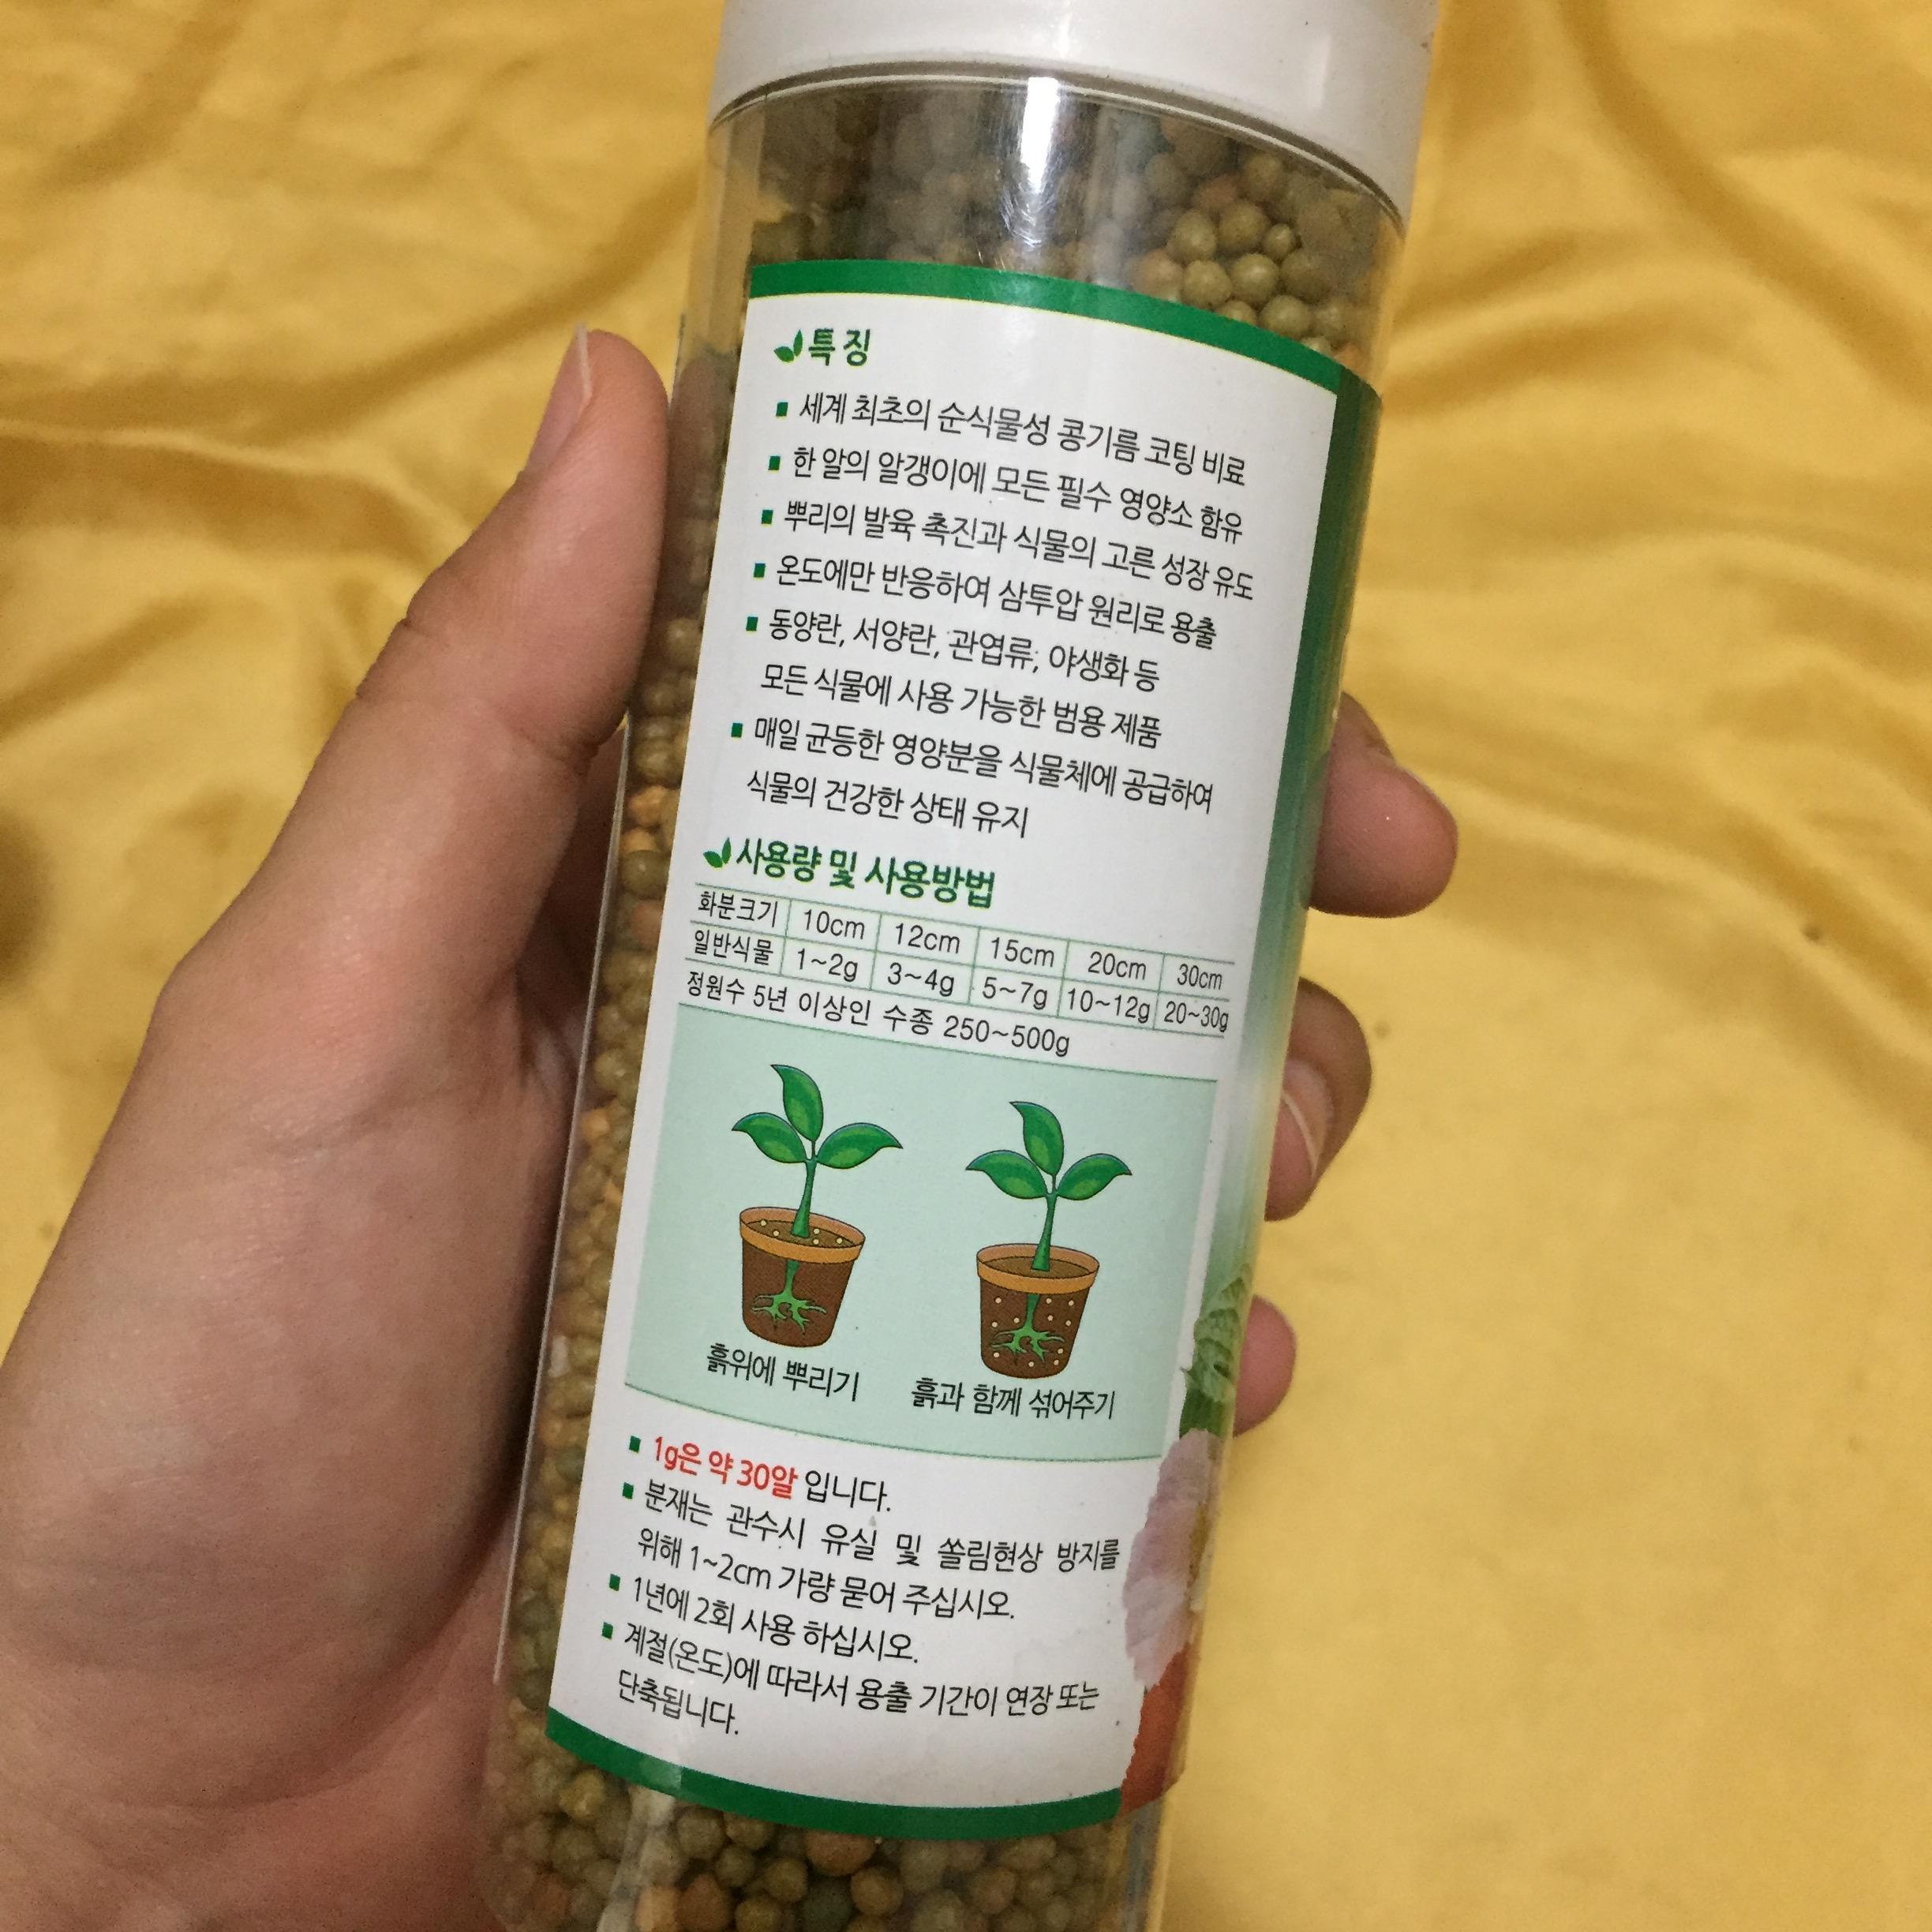 특징
▪ 세계 최초의 순식물성 콩기름 코팅 비료
▪ 한 알의 알갱이에 모든 필수 영양소 함유
▪ 뿌리의 발육 촉진과 식물의 고른 성장 유도
▪ 온도에만 반응하여 삼투압 원리로 용출
▪ 동양란, 서양란, 관엽류, 야생화 등
모든 식물에 사용 가능한 범용 제품
▪ 매일 균등한 영양분을 식물체에 공급하여
식물의 건강한 상태 유지
사용량 및 사용방법
화분크기 10cm 12cm 15cm 20cm 30cm
일반식물 1~2g 3~4g 5~7g 10~12g 20~30g
정원수 5년 이상인 수종 250~500g
흙위에 뿌리기 흙과 함께 섞어주기
▪ 1g은 약 30알 입니다.
▪ 분재는 관수시 유실 및 쏠림현상 방지를
위해 1~2cm 가량 묻어 주십시오.
▪ 1년에 2회 사용 하십시오.
▪ 계절(온도)에 따라서 용출 기간이 연장 또는
단축됩니다.